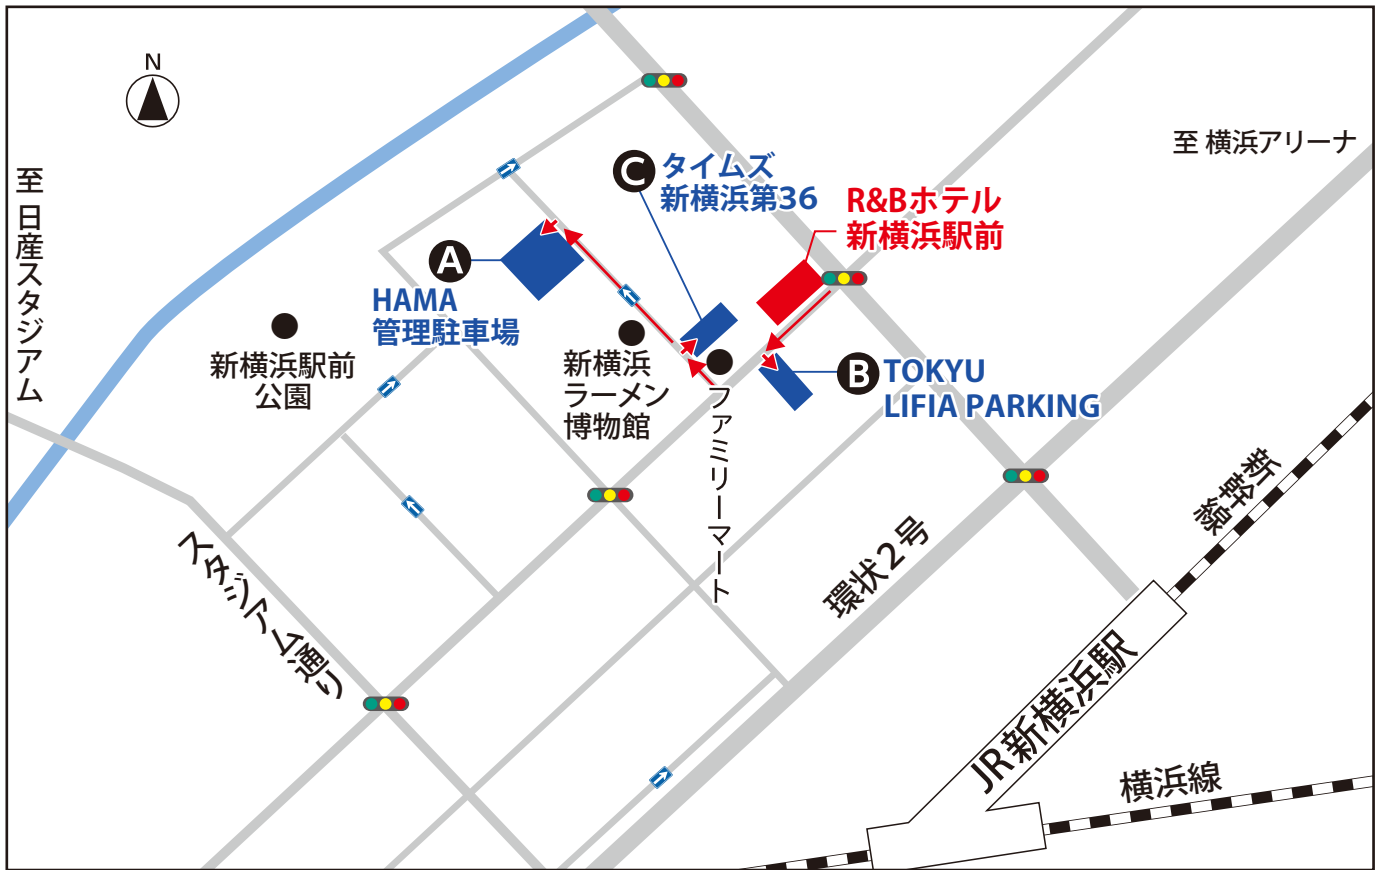 N
至 横浜アリーナ
至 日産スタジアム
C
タイムズ
新横浜第36
R&Bホテル
新横浜駅前
A
HAMA
管理駐車場
新横浜駅前
公園
新横浜
ラーメン
博物館
ファミリーマート
B
TOKYU
LIFIA PARKING
新幹線
環状2号
スタジアム通り
JR新横浜駅
横浜線